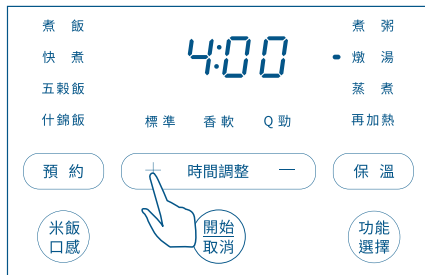 煮飯
快煮
五穀飯
什錦飯
4:00
標準 香軟 Q勁
煮粥
燉湯
蒸煮
再加熱
預約
+ 時間調整 −
保溫
米飯
口感
開始
取消
功能
選擇